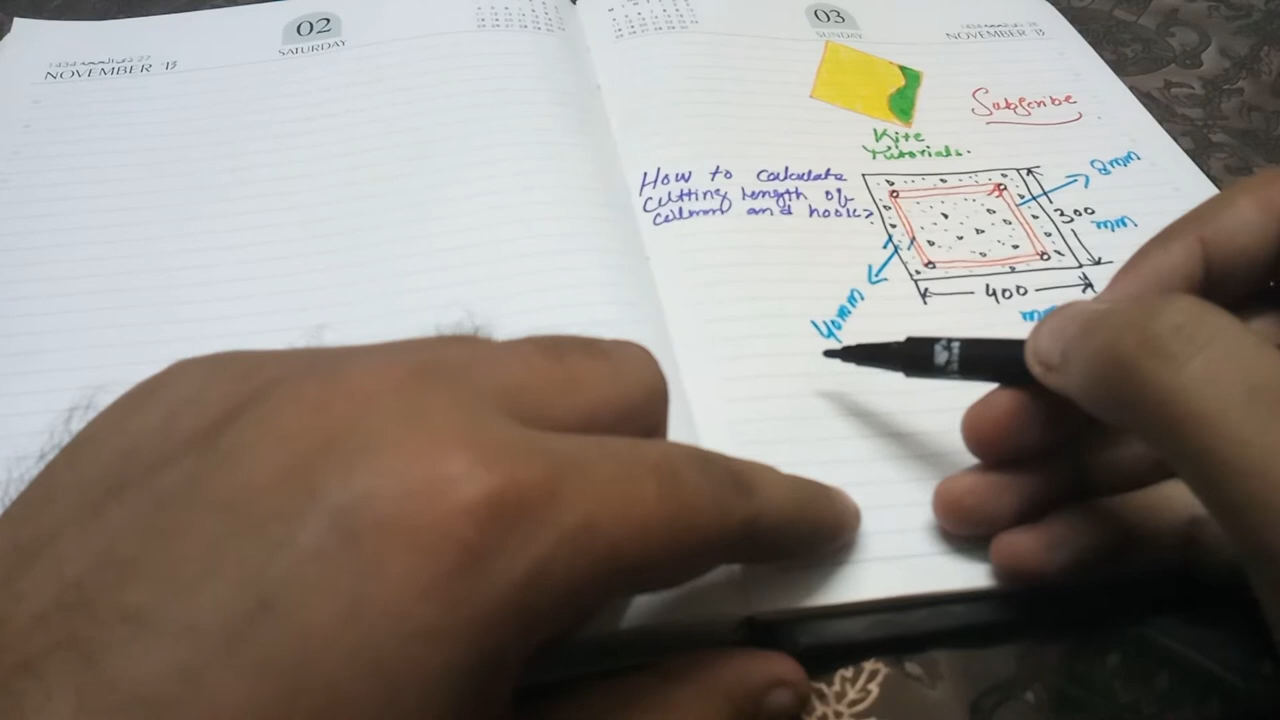 02
SATURDAY
NOVEMBER '13
03
SUNDAY
NOVEMBER '13
Subscribe
Kite
Tutorials.
How to calculate
Cutting length of
column and hooks
8mm
300
mm
400
40mm